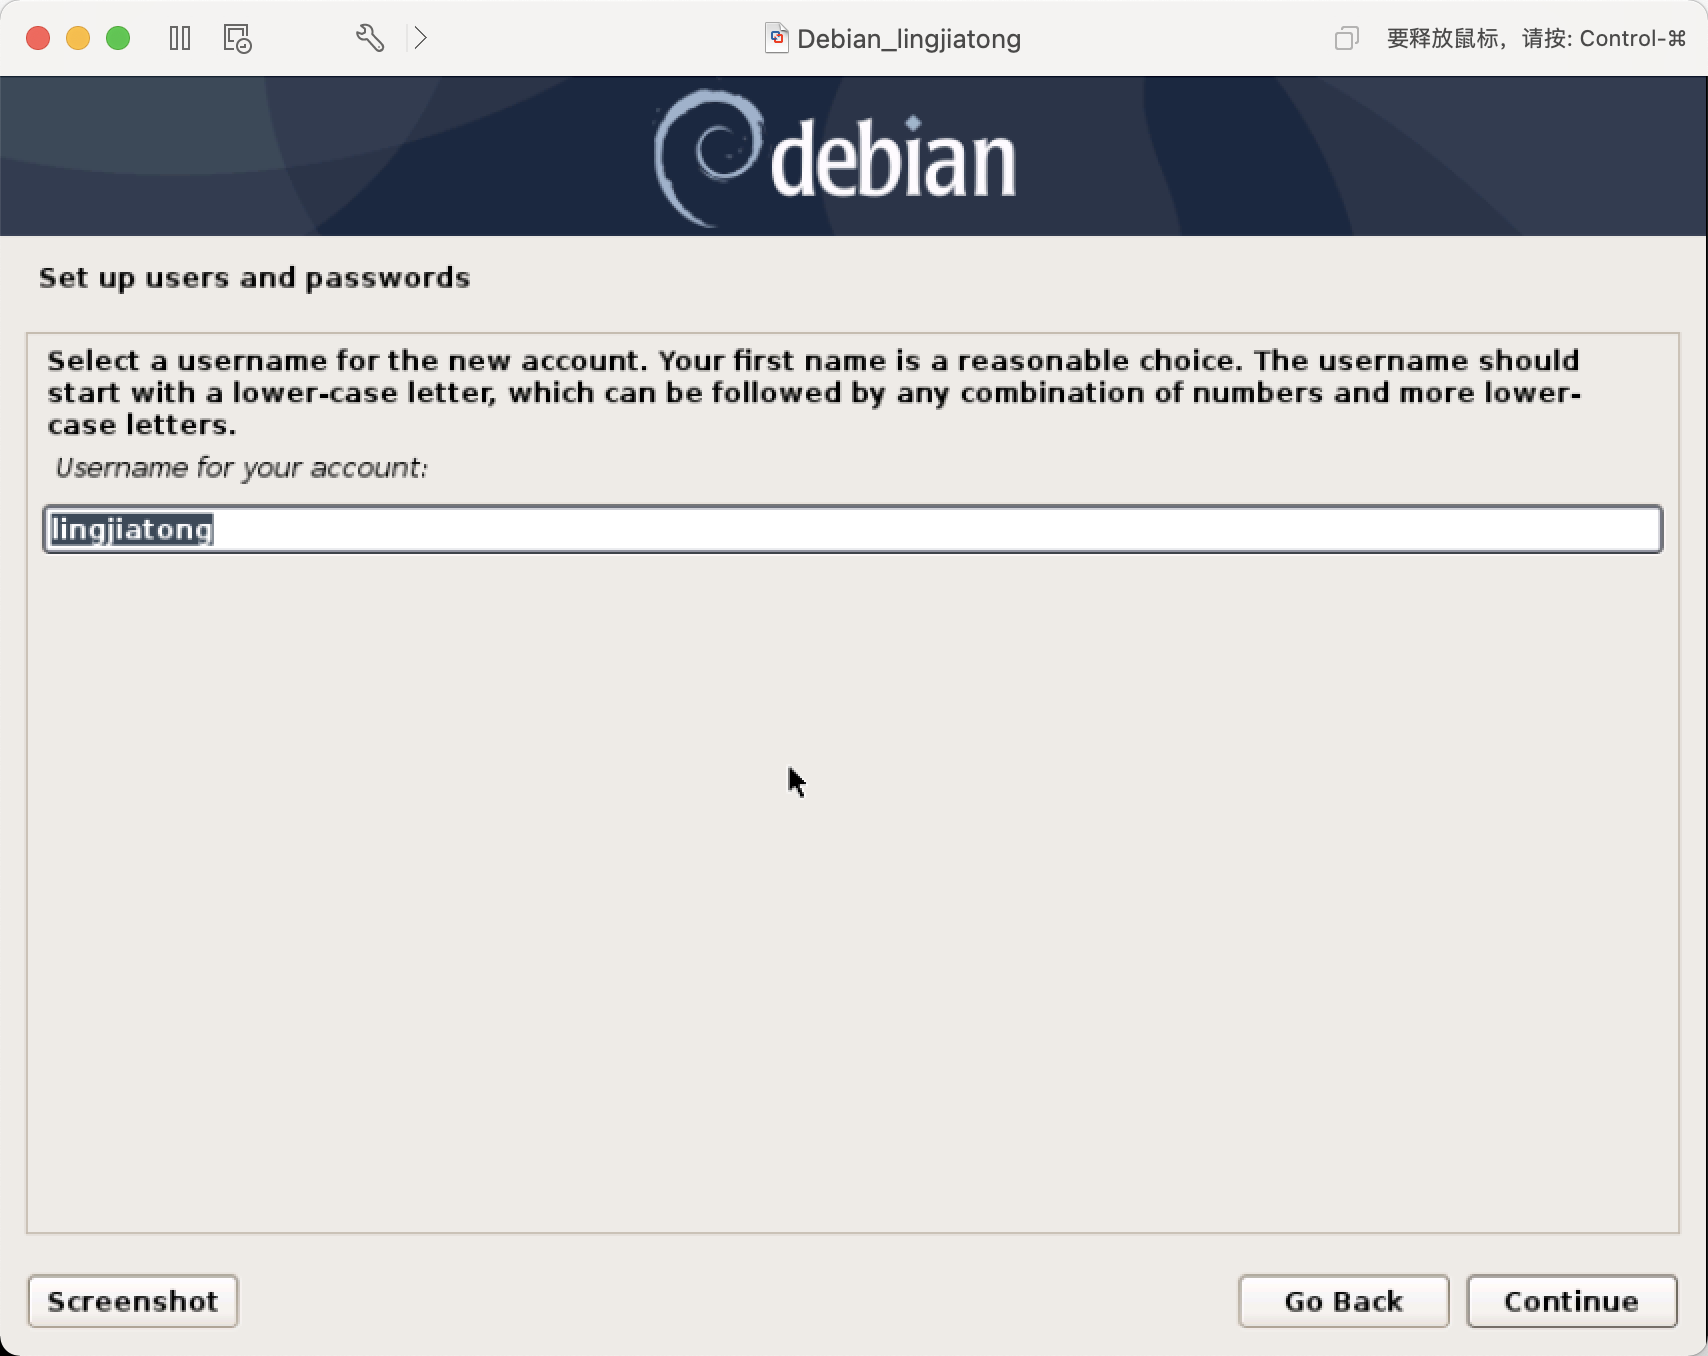 Debian_lingjiatong
要释放鼠标，请按: Control-⌘
debian
Set up users and passwords
Select a username for the new account. Your first name is a reasonable choice. The username should
start with a lower-case letter, which can be followed by any combination of numbers and more lower-
case letters.
Username for your account:
lingjiatong
Screenshot
Go Back
Continue